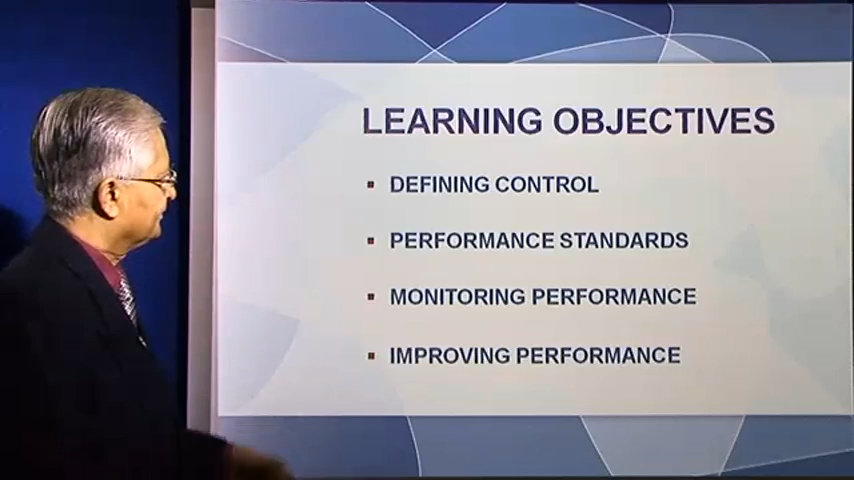 LEARNING OBJECTIVES
▪ DEFINING CONTROL
▪ PERFORMANCE STANDARDS
▪ MONITORING PERFORMANCE
▪ IMPROVING PERFORMANCE